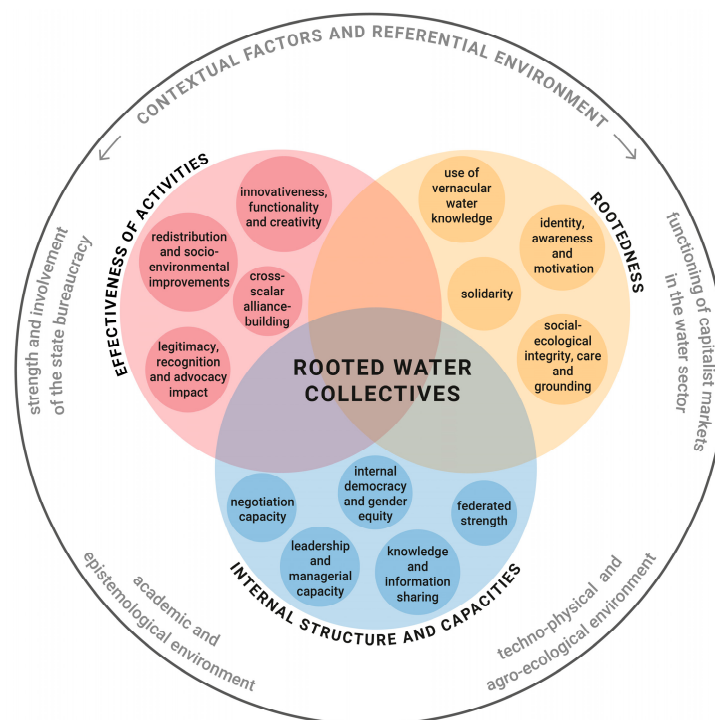 CONTEXTUAL FACTORS AND REFERENTIAL ENVIRONMENT
EFFECTIVENESS OF ACTIVITIES
innovativeness,
functionality
and creativity
redistribution
and socio-
environmental
improvements
cross-
scalar
alliance-
building
legitimacy,
recognition
and advocacy
impact
ROOTEDNESS
use of
vernacular
water
knowledge
identity,
awareness
and
motivation
solidarity
social-
ecological
integrity, care
and
grounding
ROOTED WATER
COLLECTIVES
INTERNAL STRUCTURE AND CAPACITIES
negotiation
capacity
internal
democracy
and gender
equity
federated
strength
leadership
and
managerial
capacity
knowledge
and
information
sharing
strength and involvement
of the state bureaucracy
functioning of capitalist markets
in the water sector
academic and
epistemological environment
techno-physical and
agro-ecological environment